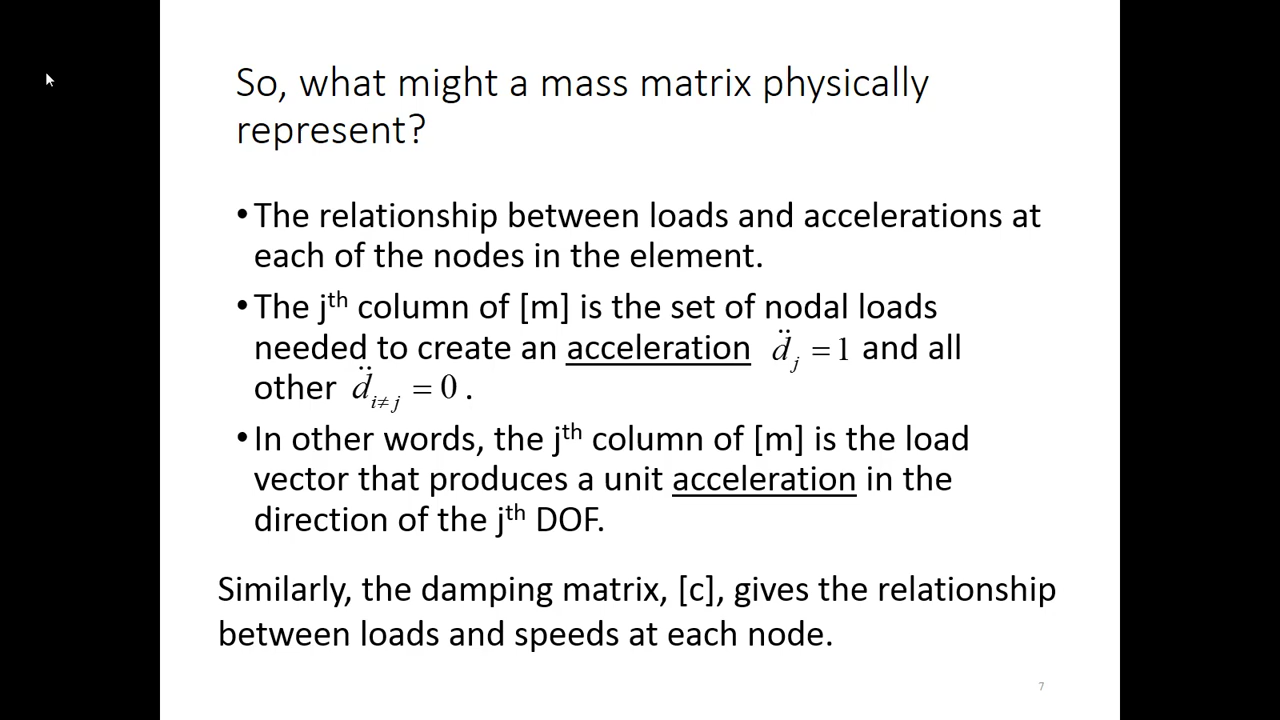 So, what might a mass matrix physically
represent?
• The relationship between loads and accelerations at
each of the nodes in the element.
• The jᵗʰ column of [m] is the set of nodal loads
needed to create an acceleration d̈ⱼ = 1 and all
other d̈_{i≠j} = 0 .
• In other words, the jᵗʰ column of [m] is the load
vector that produces a unit acceleration in the
direction of the jᵗʰ DOF.
Similarly, the damping matrix, [c], gives the relationship
between loads and speeds at each node.
7